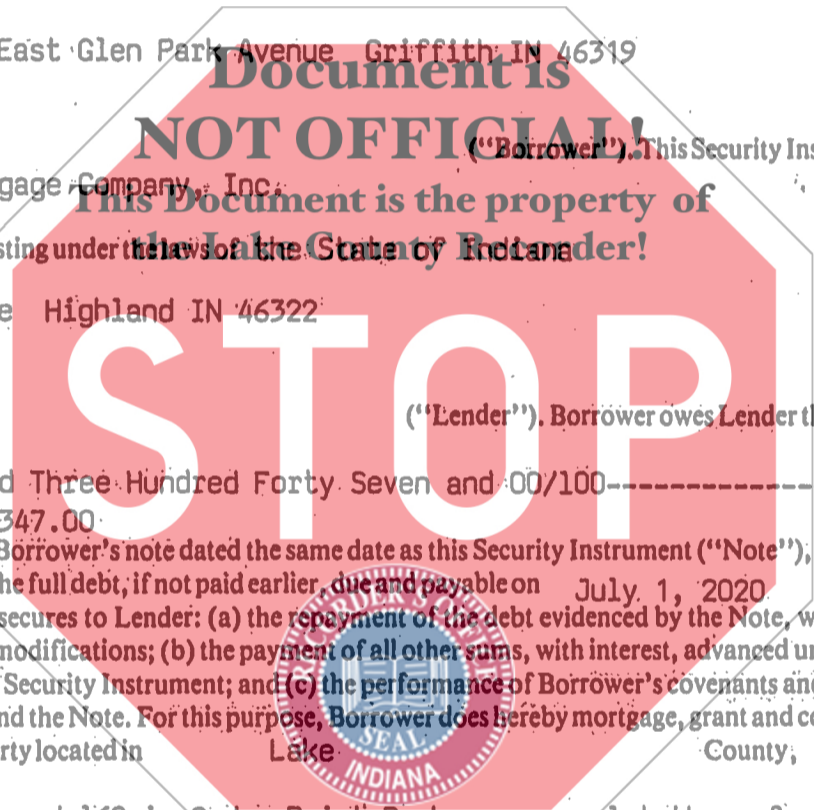 East Glen Park Avenue Griffith IN 46319
Document is
NOT OFFICIAL!
("Borrower"). This Security Ins
gage Company, Inc.
This Document is the property of
sting under the laws of the State of Indiana
the Lake County Recorder!
e Highland IN 46322
STOP
("Lender"). Borrower owes Lender th
d Three Hundred Forty Seven and 00/100
347.00
Borrower's note dated the same date as this Security Instrument ("Note"),
he full debt, if not paid earlier, due and payable on July 1, 2020
secures to Lender: (a) the repayment of the debt evidenced by the Note, w
modifications; (b) the payment of all other sums, with interest, advanced un
Security Instrument; and (c) the performance of Borrower's covenants and
nd the Note. For this purpose, Borrower does hereby mortgage, grant and co
rty located in Lake County,
RECORDER'S OFFICE
SEAL
INDIANA